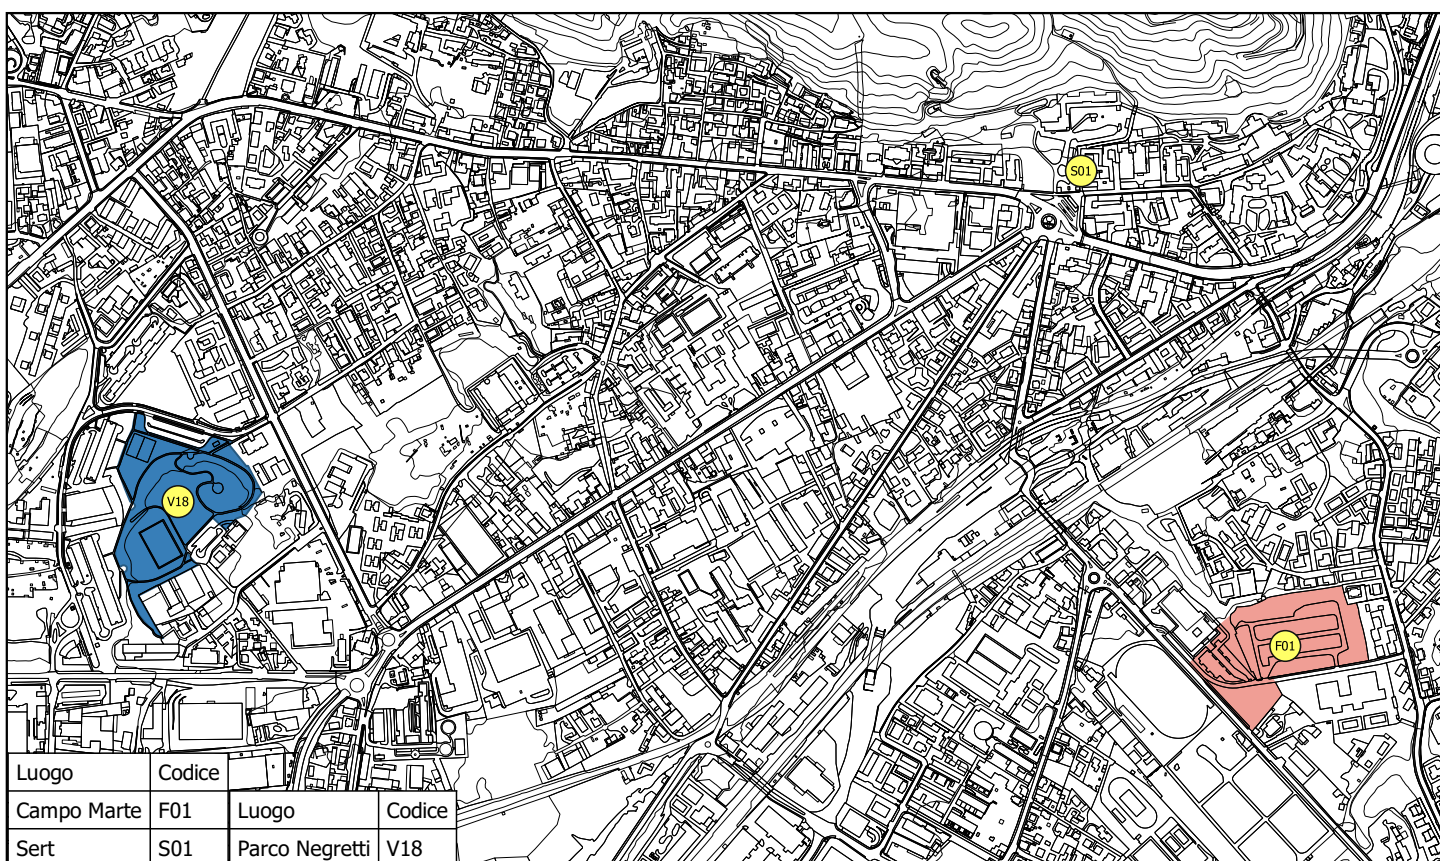 S01
V18
F01
Luogo Codice
Campo Marte F01 Luogo Codice
Sert S01 Parco Negretti V18